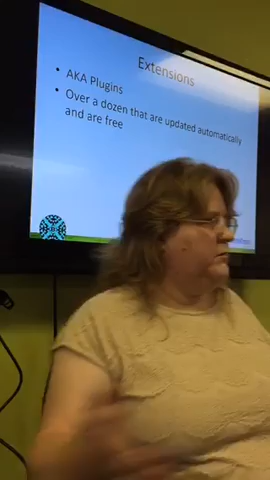 Extensions
• AKA Plugins
• Over a dozen that are updated automatically
and are free